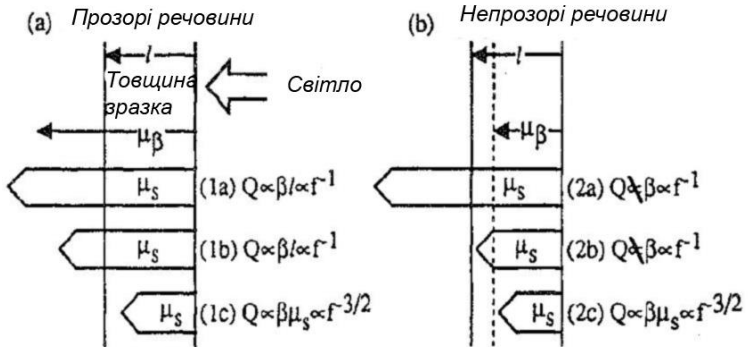 (a) Прозорі речовини
(b) Непрозорі речовини
l
l
Товщина зразка
Світло
μβ
μβ
μs (1a) Q∝βl∝f⁻¹
μs (2a) Q∝̸β∝f⁻¹
μs (1b) Q∝βl∝f⁻¹
μs (2b) Q∝̸β∝f⁻¹
μs (1c) Q∝βμs∝f⁻³/²
μs (2c) Q∝βμs∝f⁻³/²